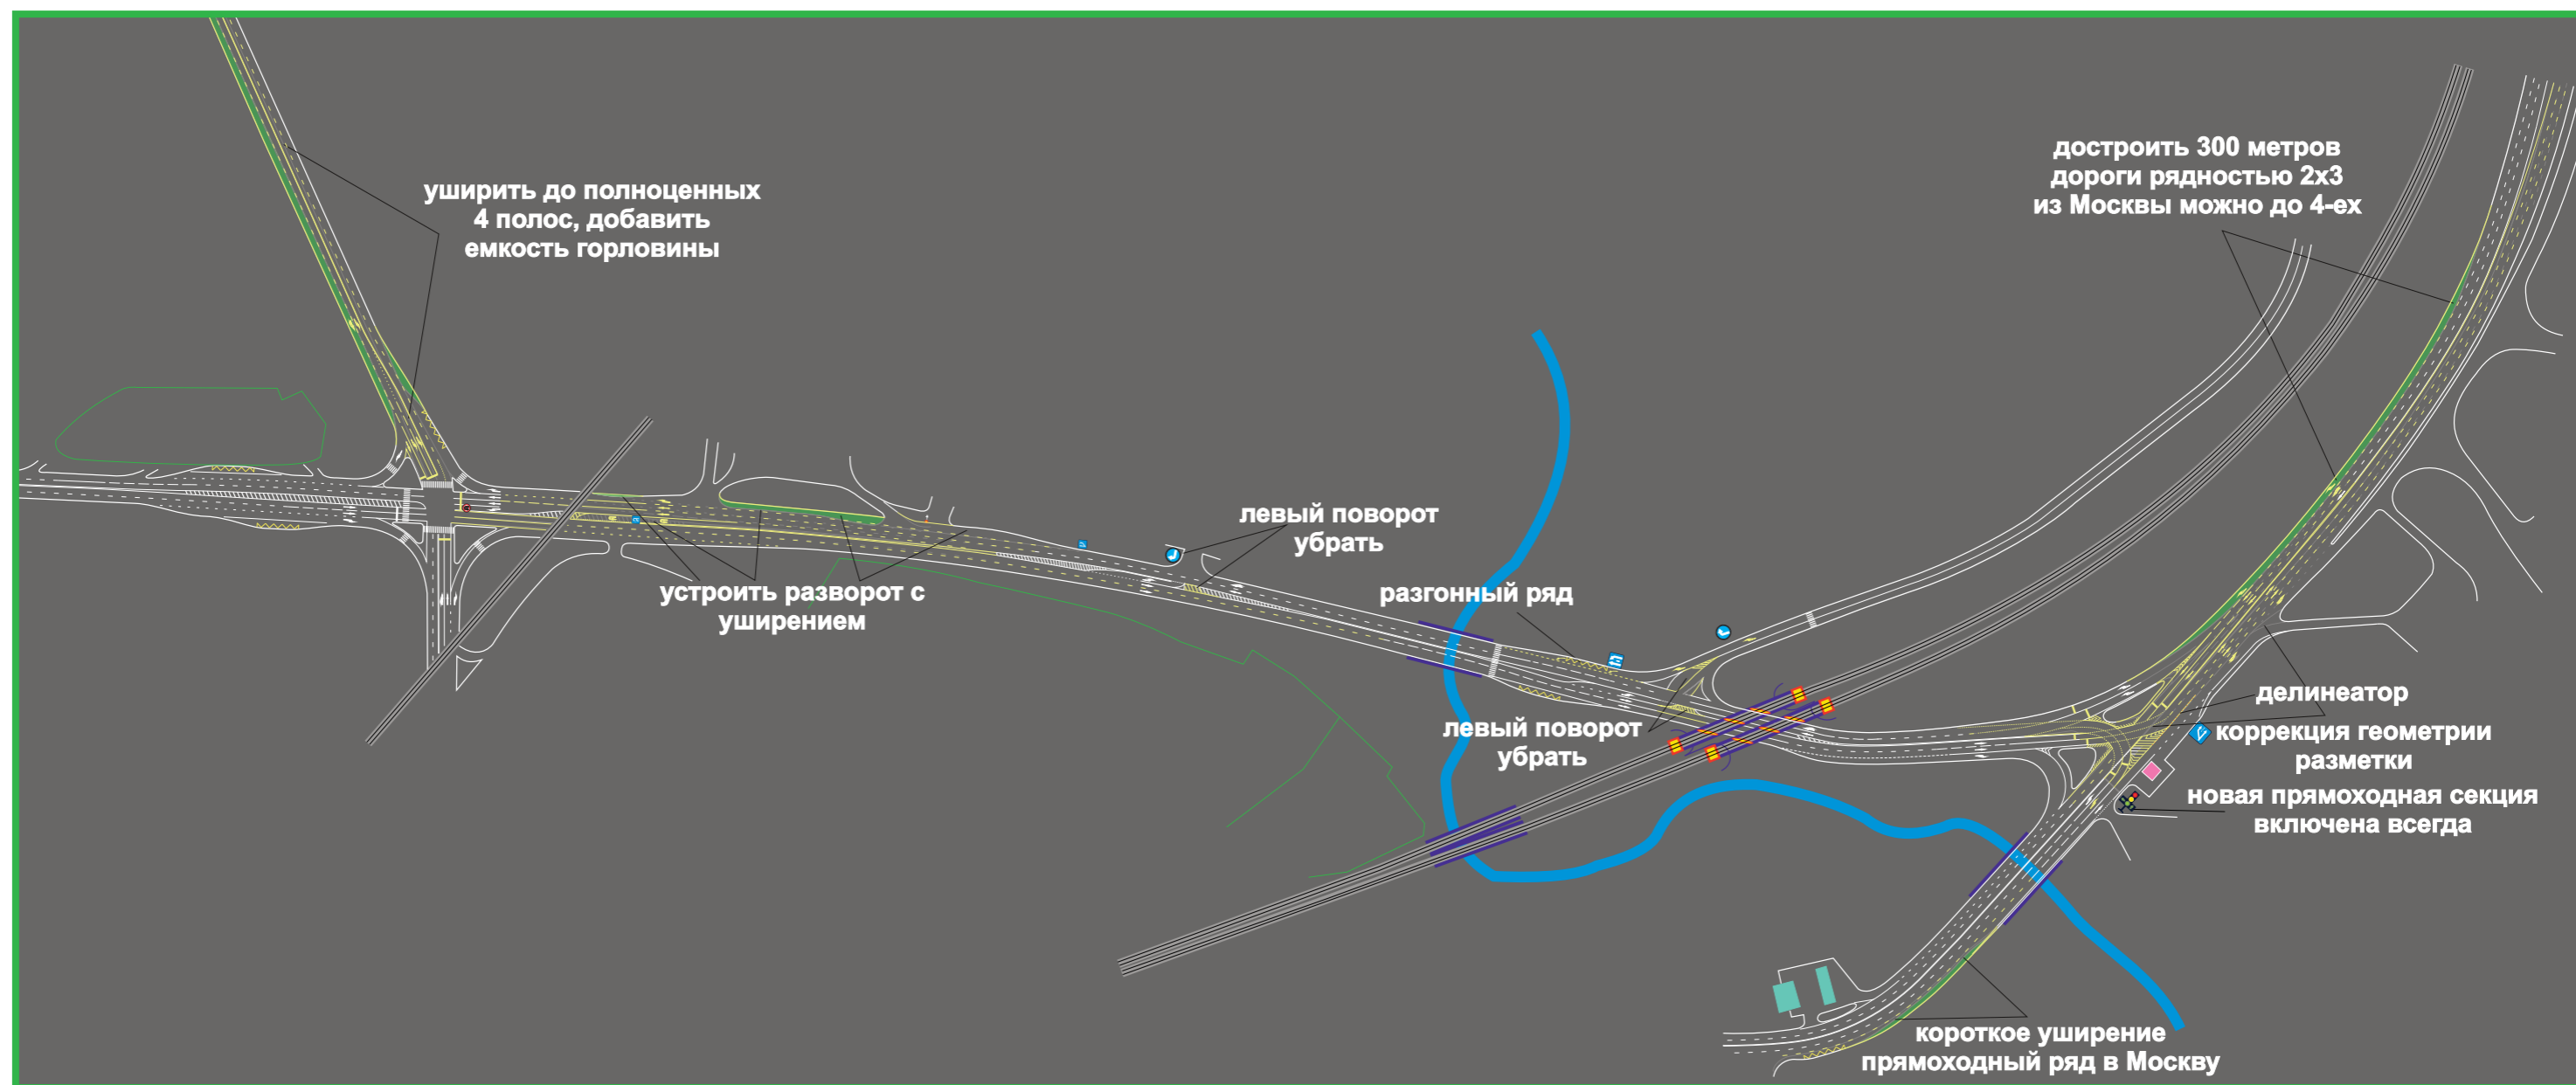 достроить 300 метров
дороги рядностью 2х3
из Москвы можно до 4-ех
уширить до полноценных
4 полос, добавить
емкость горловины
левый поворот
убрать
устроить разворот с
уширением
разгонный ряд
левый поворот
убрать
делинеатор
коррекция геометрии
разметки
новая прямоходная секция
включена всегда
короткое уширение
прямоходный ряд в Москву